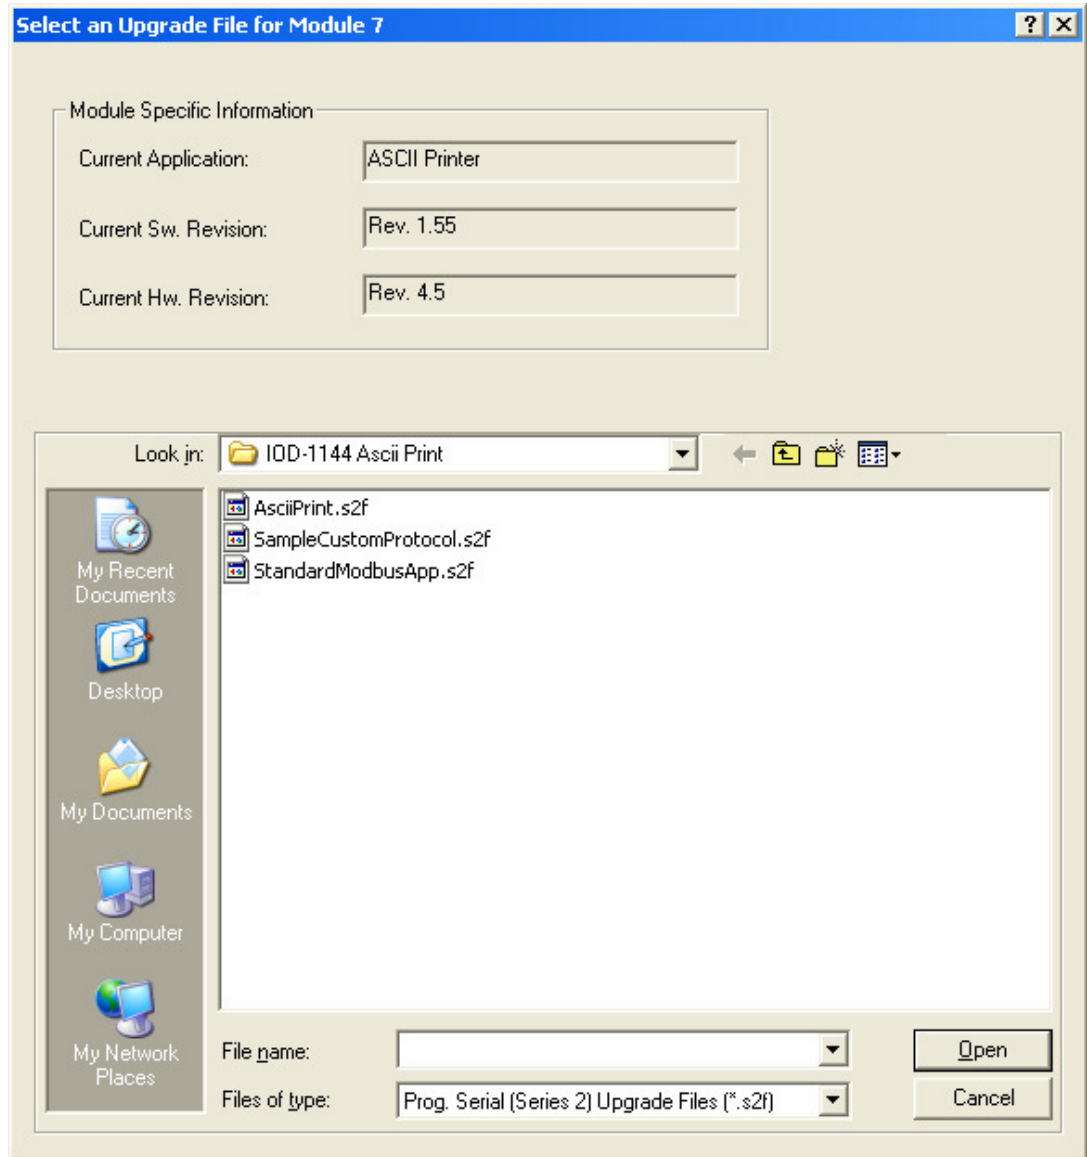 Select an Upgrade File for Module 7
Module Specific Information
Current Application: ASCII Printer
Current Sw. Revision: Rev. 1.55
Current Hw. Revision: Rev. 4.5
Look in: IOD-1144 Ascii Print
AsciiPrint.s2f
SampleCustomProtocol.s2f
StandardModbusApp.s2f
My Recent
Documents
Desktop
My Documents
My Computer
My Network
Places
File name:
Open
Files of type: Prog. Serial (Series 2) Upgrade Files (*.s2f)
Cancel